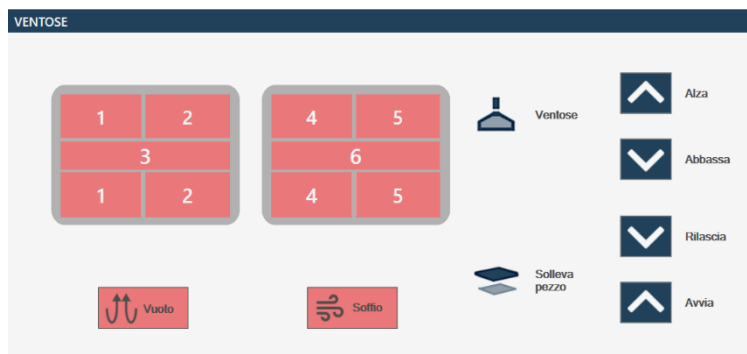 VENTOSE
1 2 4 5
3 6
1 2 4 5
Ventose
Alza
Abbassa
Vuolo
Soffio
Solleva
pezzo
Rilascia
Avvia